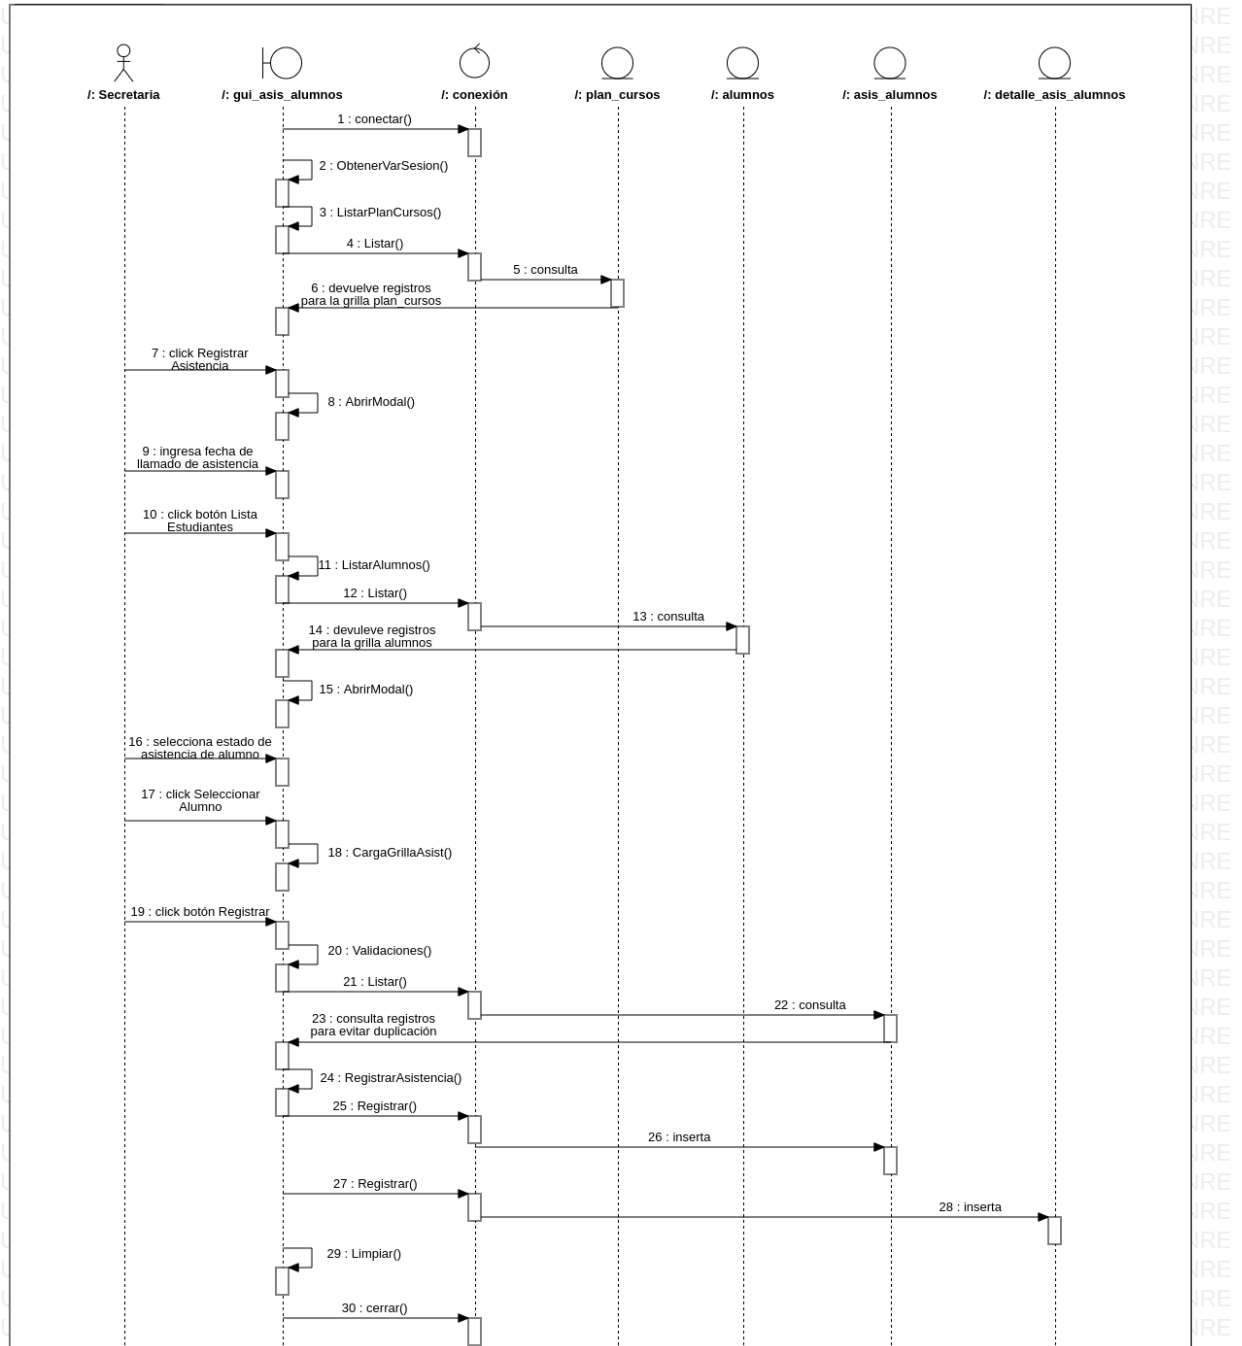 /: Secretaria
/: gui_asis_alumnos
/: conexión
/: plan_cursos
/: alumnos
/: asis_alumnos
/: detalle_asis_alumnos
1 : conectar()
2 : ObtenerVarSesion()
3 : ListarPlanCursos()
4 : Listar()
5 : consulta
6 : devuelve registros
para la grilla plan_cursos
7 : click Registrar
Asistencia
8 : AbrirModal()
9 : ingresa fecha de
llamado de asistencia
10 : click botón Lista
Estudiantes
11 : ListarAlumnos()
12 : Listar()
13 : consulta
14 : devuleve registros
para la grilla alumnos
15 : AbrirModal()
16 : selecciona estado de
asistencia de alumno
17 : click Seleccionar
Alumno
18 : CargaGrillaAsist()
19 : click botón Registrar
20 : Validaciones()
21 : Listar()
22 : consulta
23 : consulta registros
para evitar duplicación
24 : RegistrarAsistencia()
25 : Registrar()
26 : inserta
27 : Registrar()
28 : inserta
29 : Limpiar()
30 : cerrar()